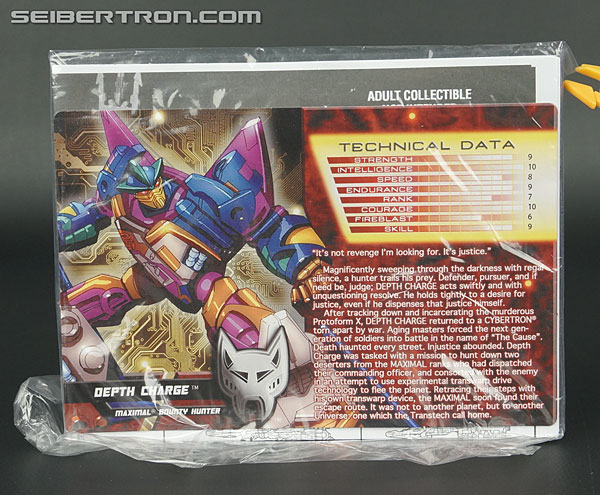 SEIBERTRON.COM
ADULT COLLECTIBLE
TECHNICAL DATA
STRENGTH 9
INTELLIGENCE 10
SPEED 8
ENDURANCE 9
RANK 7
COURAGE 10
FIREBLAST 6
SKILL 9
"It's not revenge I'm looking for. It's justice."
Magnificently sweeping through the darkness with regal
silence, a hunter trails his prey. Defender, pursuer, and if
need be, judge; DEPTH CHARGE acts swiftly and with
unquestioning resolve. He holds tightly to a desire for
justice, even if he dispenses that justice himself.
After tracking down and incarcerating the murderous
Protoform X, DEPTH CHARGE returned to a CYBERTRON
torn apart by war. Aging masters forced the next gen-
eration of soldiers into battle in the name of "The Cause".
Death haunted every street. Injustice abounded. Depth
Charge was tasked with a mission to hunt down two
deserters from the MAXIMAL ranks who had dispatched
their commanding officer, and consorted with the enemy
in an attempt to use experimental transwarp drive
technology to flee the planet. Retracing their steps with
his own transwarp device, the MAXIMAL soon found their
escape route. It was not to another planet, but to another
universe; one which the Transtech call home.
DEPTH CHARGE™
MAXIMAL® BOUNTY HUNTER